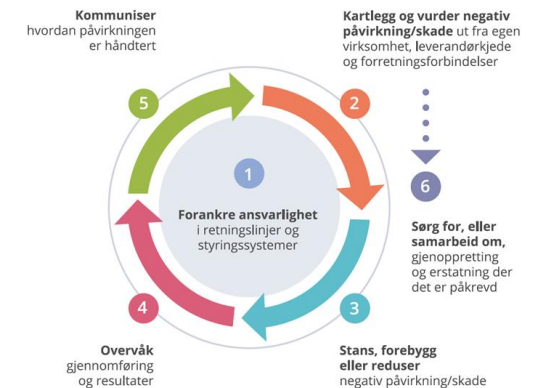 1
Forankre ansvarlighet
i retningslinjer og
styringssystemer
2
Kartlegg og vurder negativ
påvirkning/skade ut fra egen
virksomhet, leverandørkjede
og forretningsforbindelser
3
Stans, forebygg
eller reduser
negativ påvirkning/skade
4
Overvåk
gjennomføring
og resultater
5
Kommuniser
hvordan påvirkningen
er håndtert
6
Sørg for, eller
samarbeid om,
gjenoppretting
og erstatning der
det er påkrevd